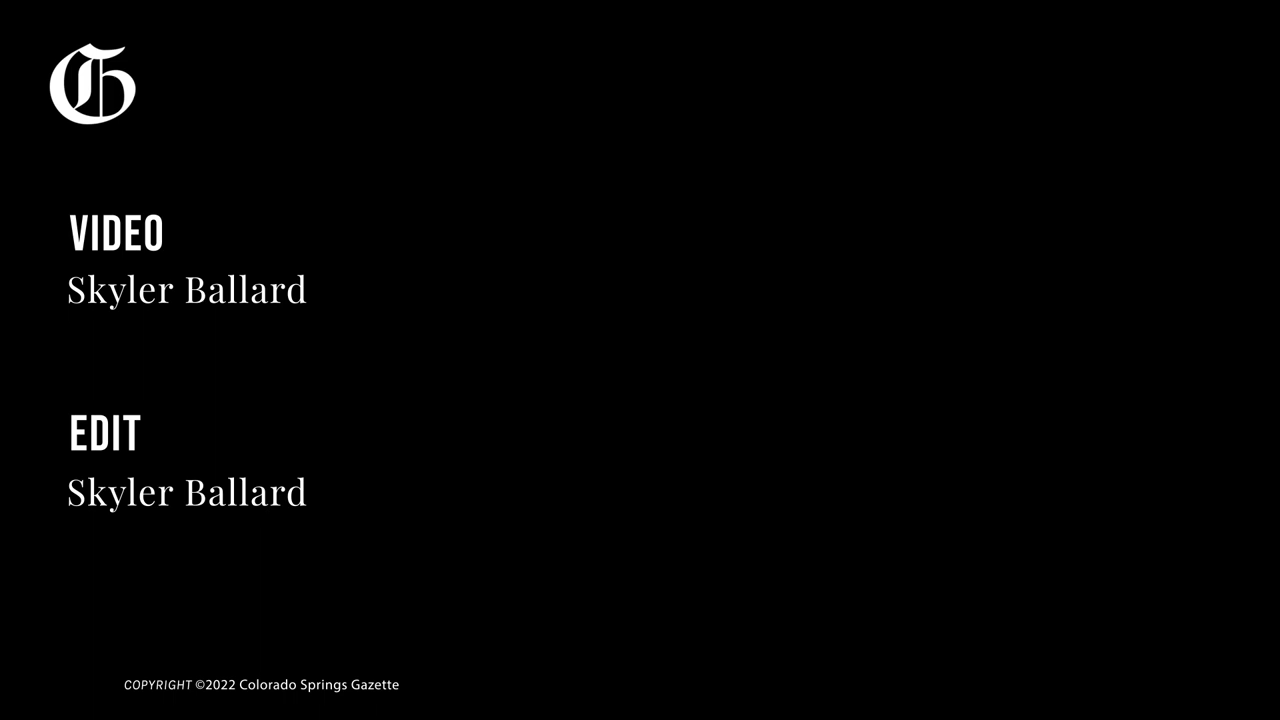 G
VIDEO
Skyler Ballard
EDIT
Skyler Ballard
COPYRIGHT ©2022 Colorado Springs Gazette